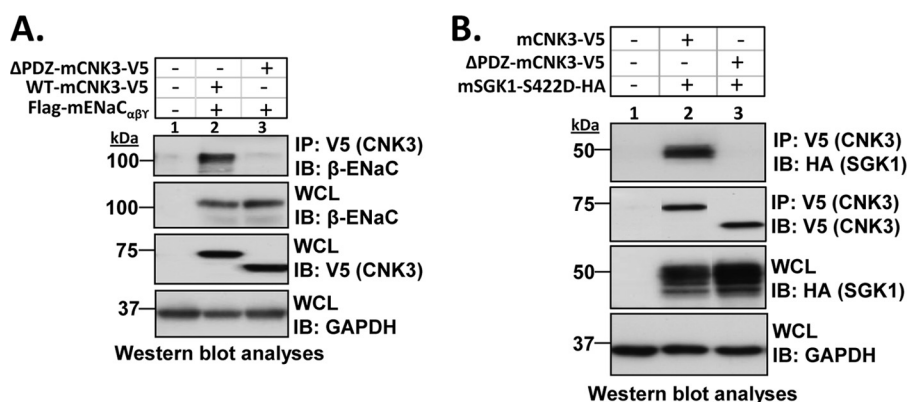 A.
ΔPDZ-mCNK3-V5 - - +
WT-mCNK3-V5 - + -
Flag-mENaCαβγ - + +
1 2 3
kDa
100 IP: V5 (CNK3)
IB: β-ENaC
100 WCL
IB: β-ENaC
75 WCL
IB: V5 (CNK3)
37 WCL
IB: GAPDH
Western blot analyses
B.
mCNK3-V5 - + -
ΔPDZ-mCNK3-V5 - - +
mSGK1-S422D-HA - + +
1 2 3
kDa
50 IP: V5 (CNK3)
IB: HA (SGK1)
75 IP: V5 (CNK3)
IB: V5 (CNK3)
50 WCL
IB: HA (SGK1)
37 WCL
IB: GAPDH
Western blot analyses